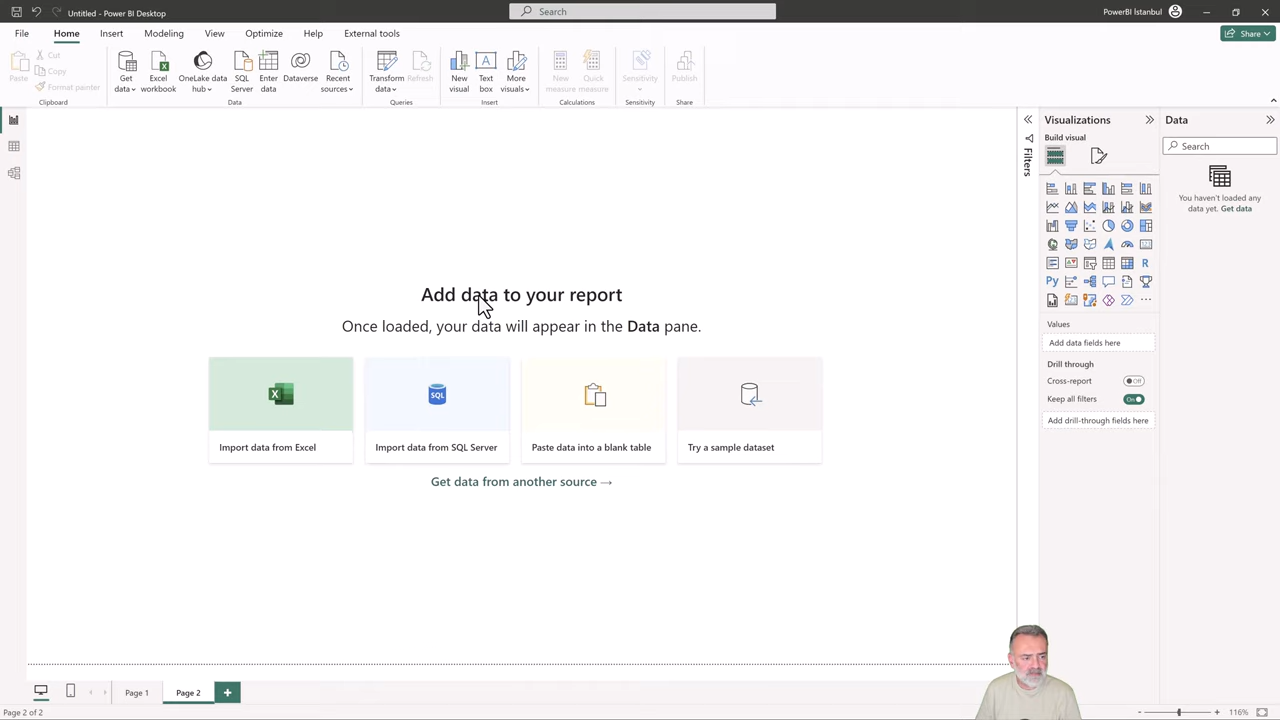 Untitled - Power BI Desktop
Search
PowerBI Istanbul
File Home Insert Modeling View Optimize Help External tools
Share
Paste
Cut
Copy
Format painter
Clipboard
Get data
Excel workbook
OneLake data hub
SQL Server
Enter data
Dataverse
Recent sources
Data
Transform data
Refresh
Queries
New visual
Text box
More visuals
Insert
New measure
Quick measure
Calculations
Sensitivity
Sensitivity
Publish
Share
Filters
Visualizations
Build visual
Values
Add data fields here
Drill through
Cross-report
Off
Keep all filters
On
Add drill-through fields here
Data
Search
You haven't loaded any
data yet. Get data
Add data to your report
Once loaded, your data will appear in the Data pane.
SQL
Import data from Excel
Import data from SQL Server
Paste data into a blank table
Try a sample dataset
Get data from another source →
Page 1
Page 2
Page 2 of 2
116%